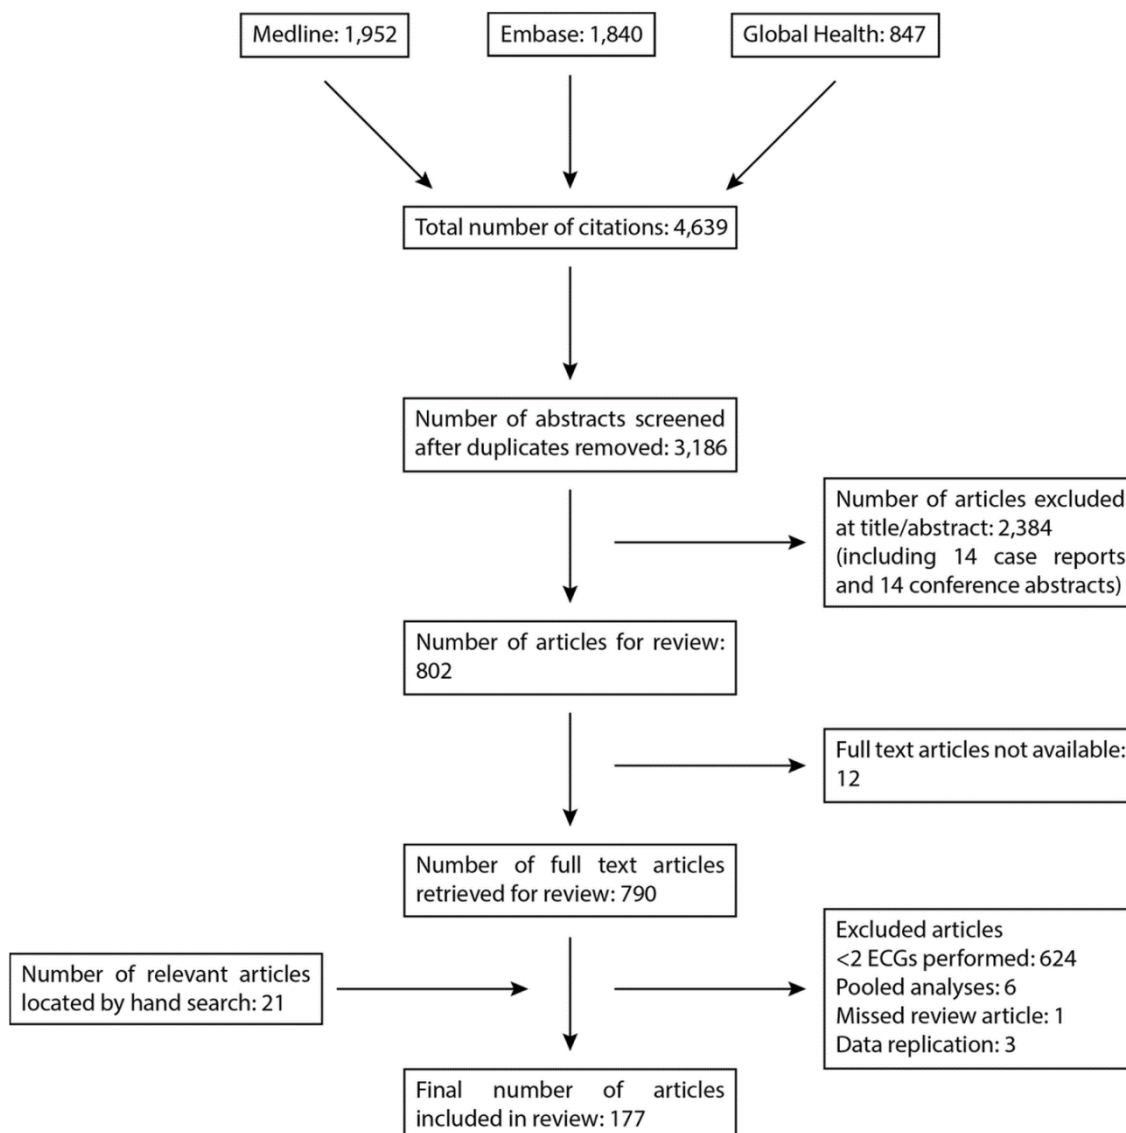 Medline: 1,952
Embase: 1,840
Global Health: 847
Total number of citations: 4,639
Number of abstracts screened
after duplicates removed: 3,186
Number of articles excluded
at title/abstract: 2,384
(including 14 case reports
and 14 conference abstracts)
Number of articles for review:
802
Full text articles not available:
12
Number of full text articles
retrieved for review: 790
Number of relevant articles
located by hand search: 21
Excluded articles
<2 ECGs performed: 624
Pooled analyses: 6
Missed review article: 1
Data replication: 3
Final number of articles
included in review: 177